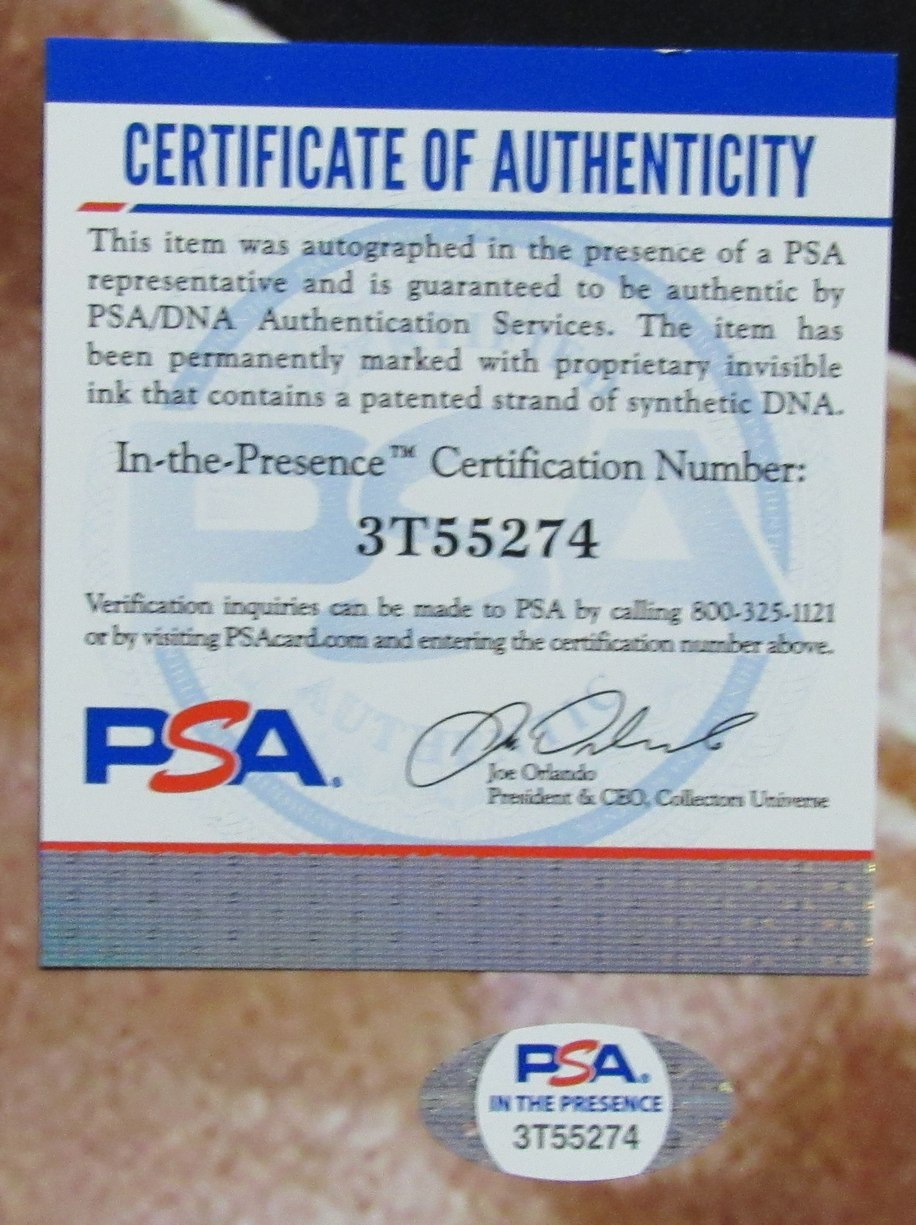 CERTIFICATE OF AUTHENTICITY
This item was autographed in the presence of a PSA
representative and is guaranteed to be authentic by
PSA/DNA Authentication Services. The item has
been permanently marked with proprietary invisible
ink that contains a patented strand of synthetic DNA.
In-the-Presence™ Certification Number:
3T55274
Verification inquiries can be made to PSA by calling 800-325-1121
or by visiting PSAcard.com and entering the certification number above.
PSA.
Joe Orlando
President & CEO, Collectors Universe
PSA.
IN THE PRESENCE
3T55274